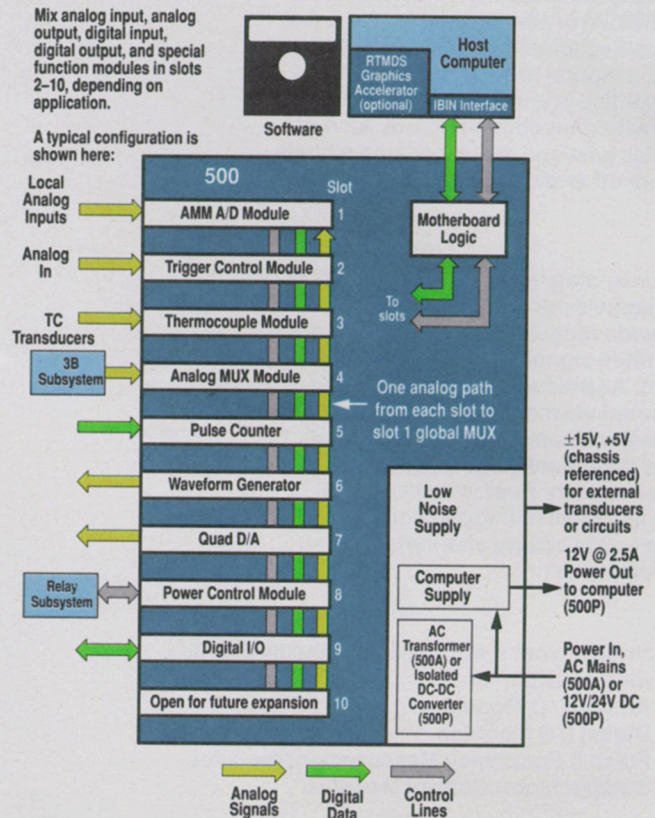 Mix analog input, analog
output, digital input,
digital output, and special
function modules in slots
2–10, depending on
application.
A typical configuration is
shown here:
Software
RTMDS
Graphics
Accelerator
(optional)
Host
Computer
IBIN Interface
Motherboard
Logic
To
slots
500
Slot
Local
Analog
Inputs
AMM A/D Module
1
Analog
In
Trigger Control Module
2
TC
Transducers
Thermocouple Module
3
3B
Subsystem
Analog MUX Module
4
One analog path
from each slot to
slot 1 global MUX
Pulse Counter
5
Waveform Generator
6
Quad D/A
7
Relay
Subsystem
Power Control Module
8
Digital I/O
9
Open for future expansion
10
Low
Noise
Supply
±15V, +5V
(chassis
referenced)
for external
transducers
or circuits
Computer
Supply
12V @ 2.5A
Power Out
to computer
(500P)
AC
Transformer
(500A) or
Isolated
DC-DC
Converter
(500P)
Power In,
AC Mains
(500A) or
12V/24V DC
(500P)
Analog
Signals
Digital
Data
Control
Lines